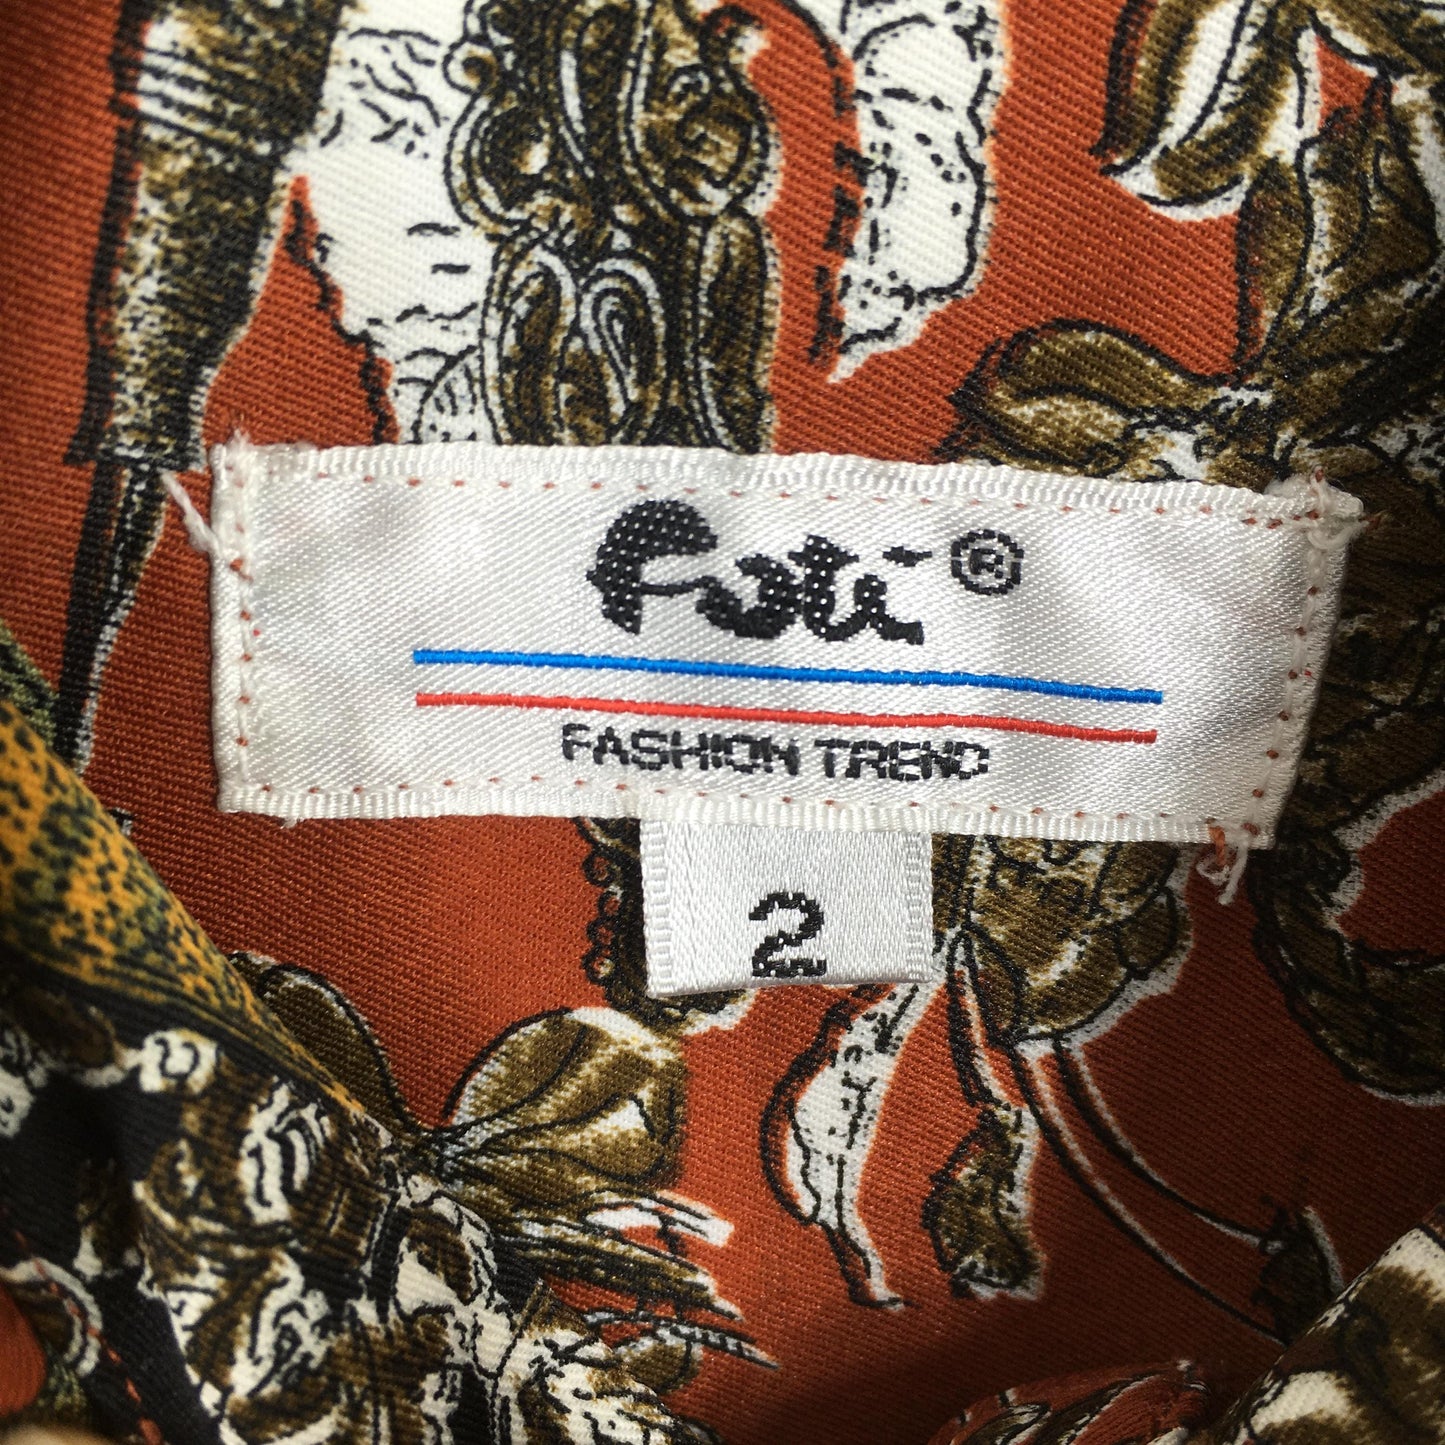 Foti ®
FASHION TREND
2